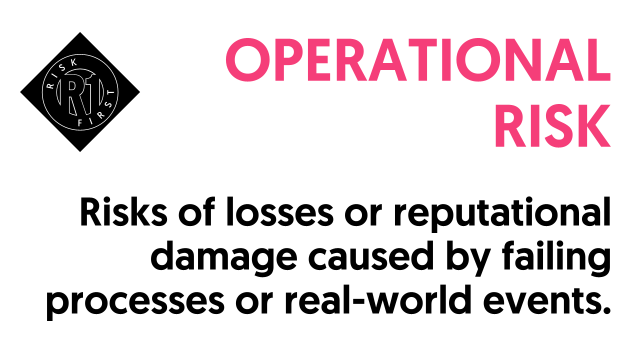 RISK
R1
FIRST
OPERATIONAL
RISK
Risks of losses or reputational
damage caused by failing
processes or real-world events.